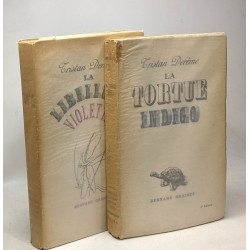 Tristan Derème
LA
LIBELLULE
VIOLETTE
Tristan Derème
LA
TORTUE
INDIGO
BERNARD GRASSET